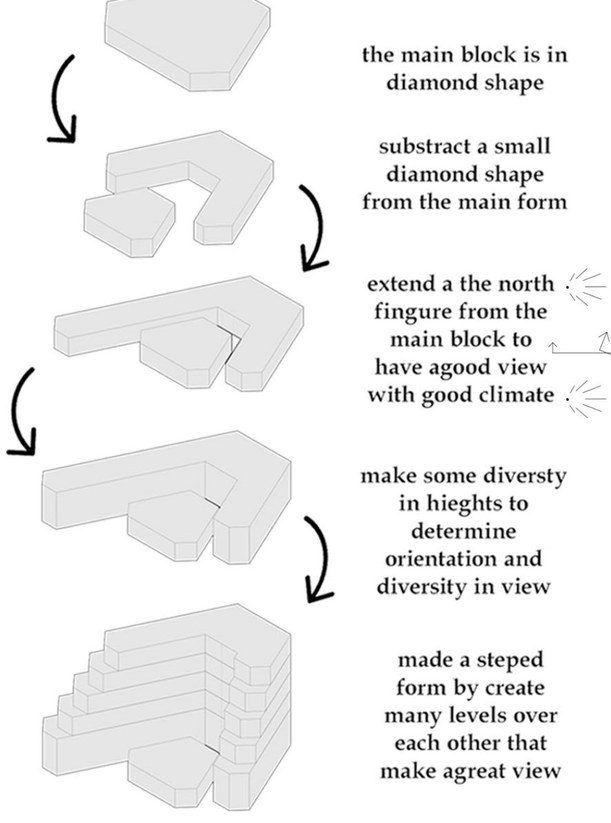 the main block is in
diamond shape
substract a small
diamond shape
from the main form
extend a the north
fingure from the
main block to
have agood view
with good climate
make some diversty
in hieghts to
determine
orientation and
diversity in view
made a steped
form by create
many levels over
each other that
make agreat view